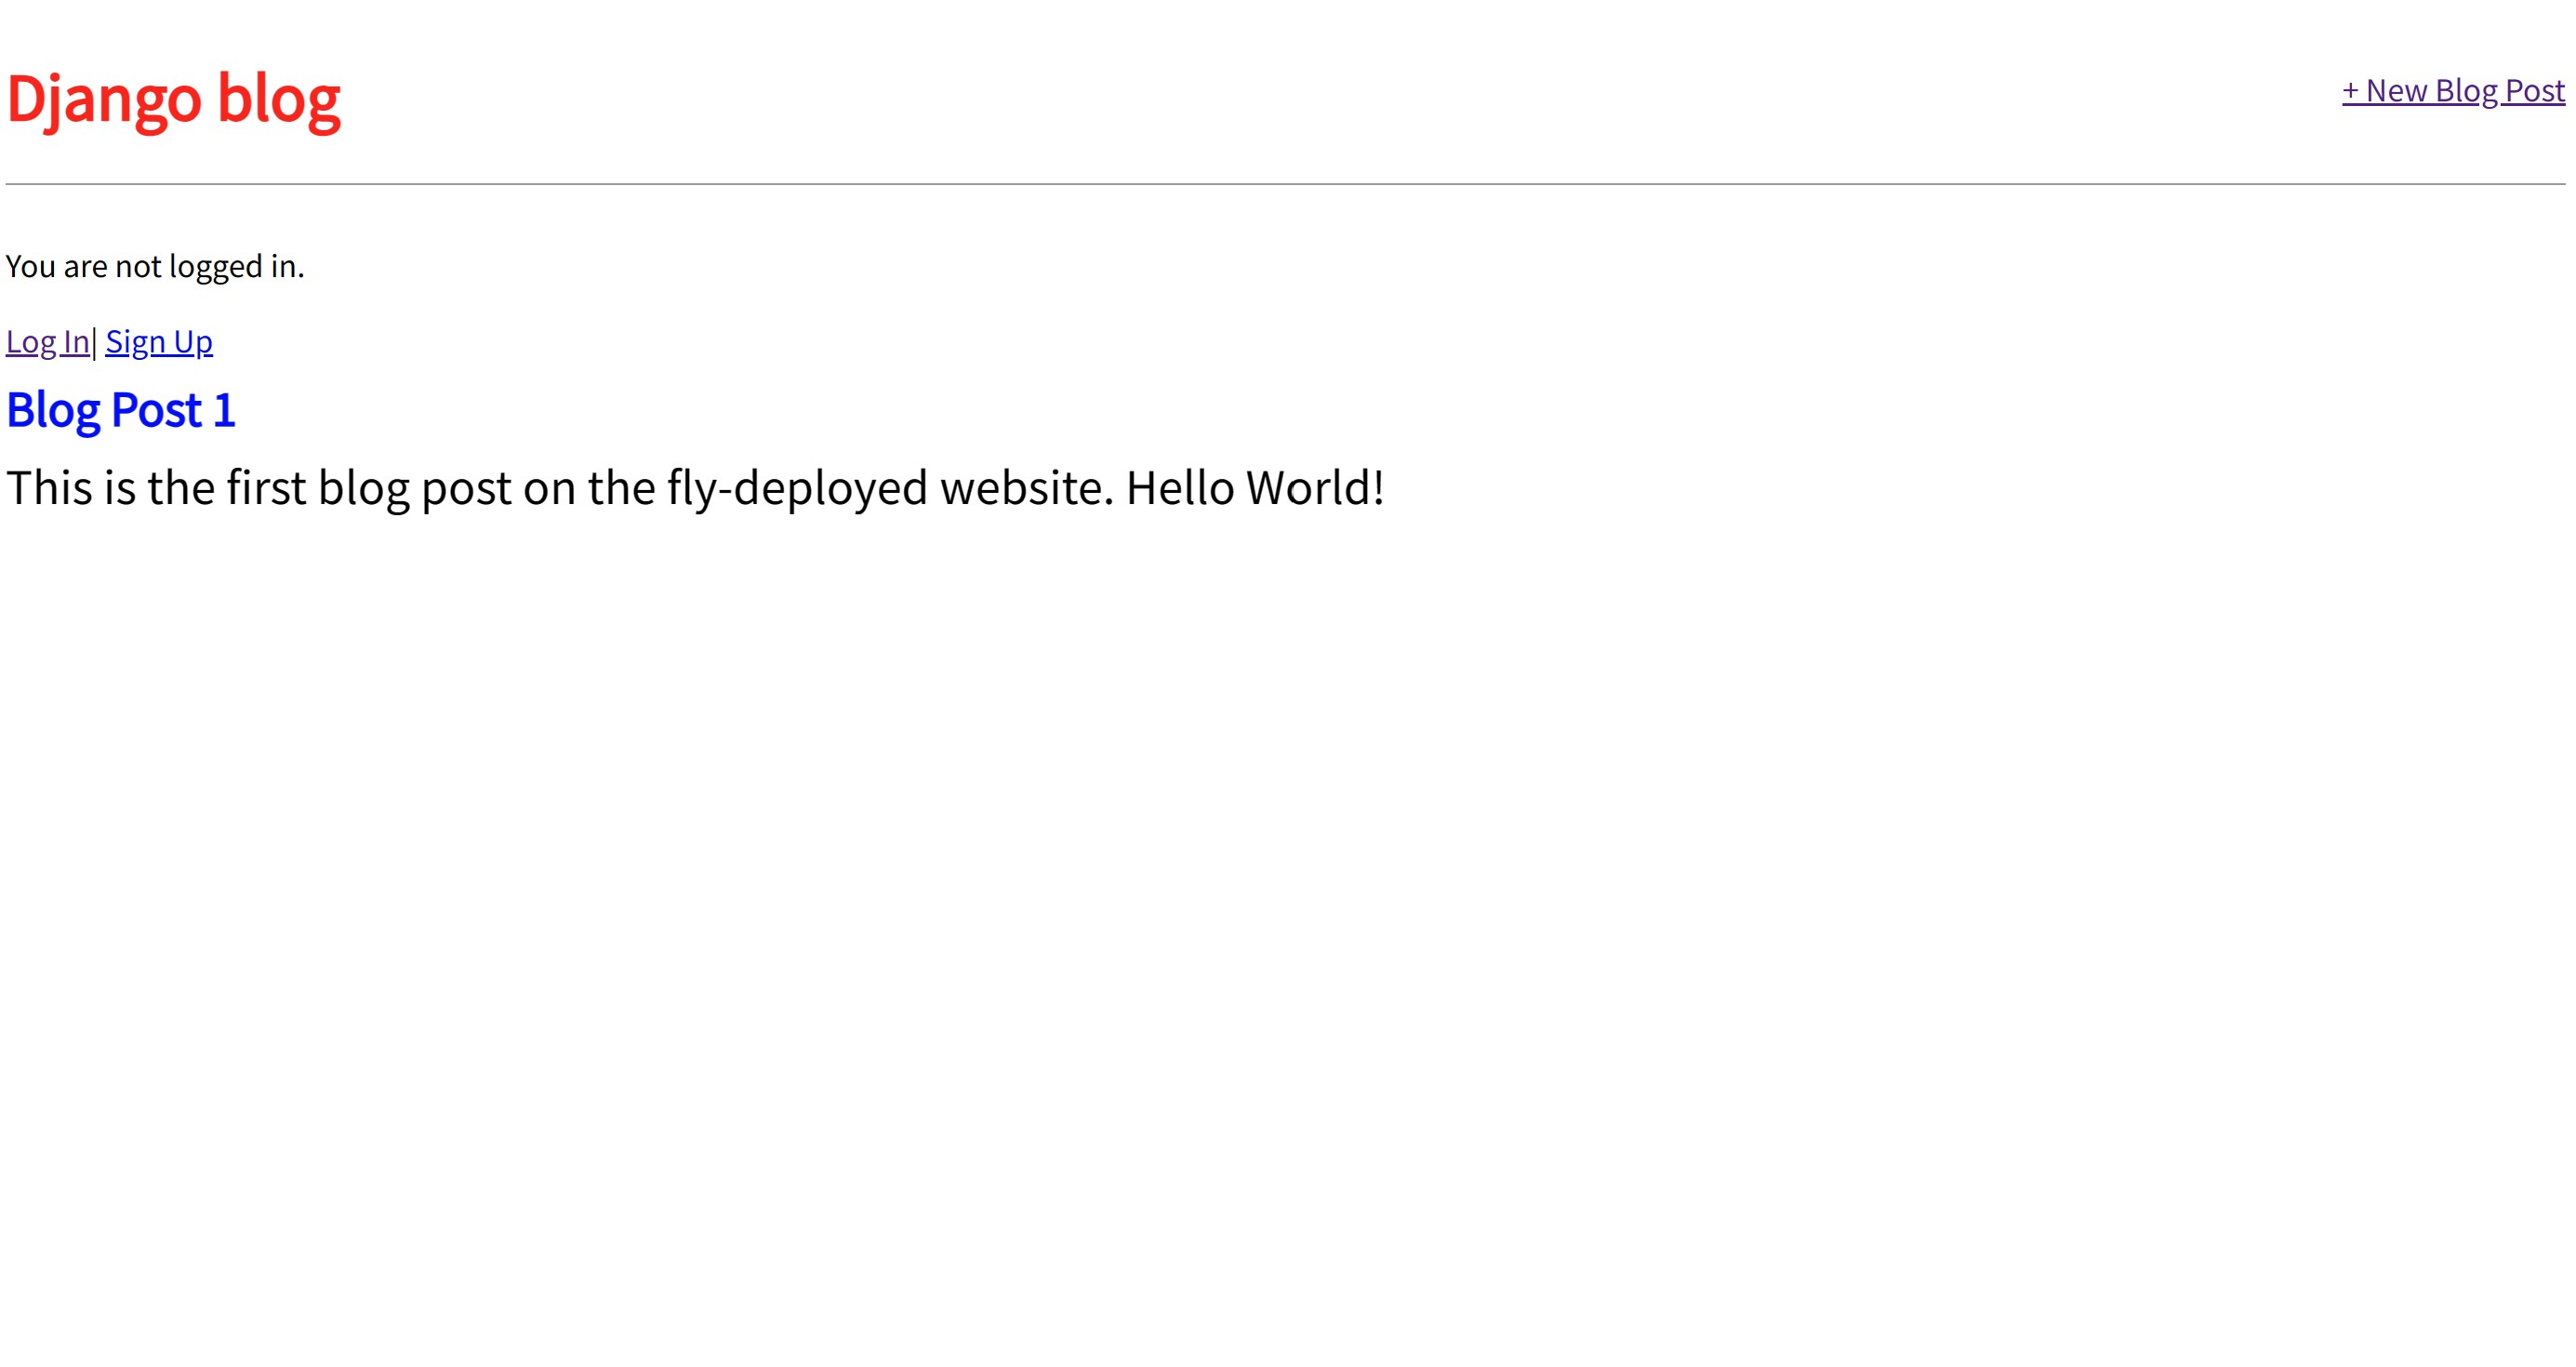 Django blog
+ New Blog Post
You are not logged in.
Log In| Sign Up
Blog Post 1
This is the first blog post on the fly-deployed website. Hello World!